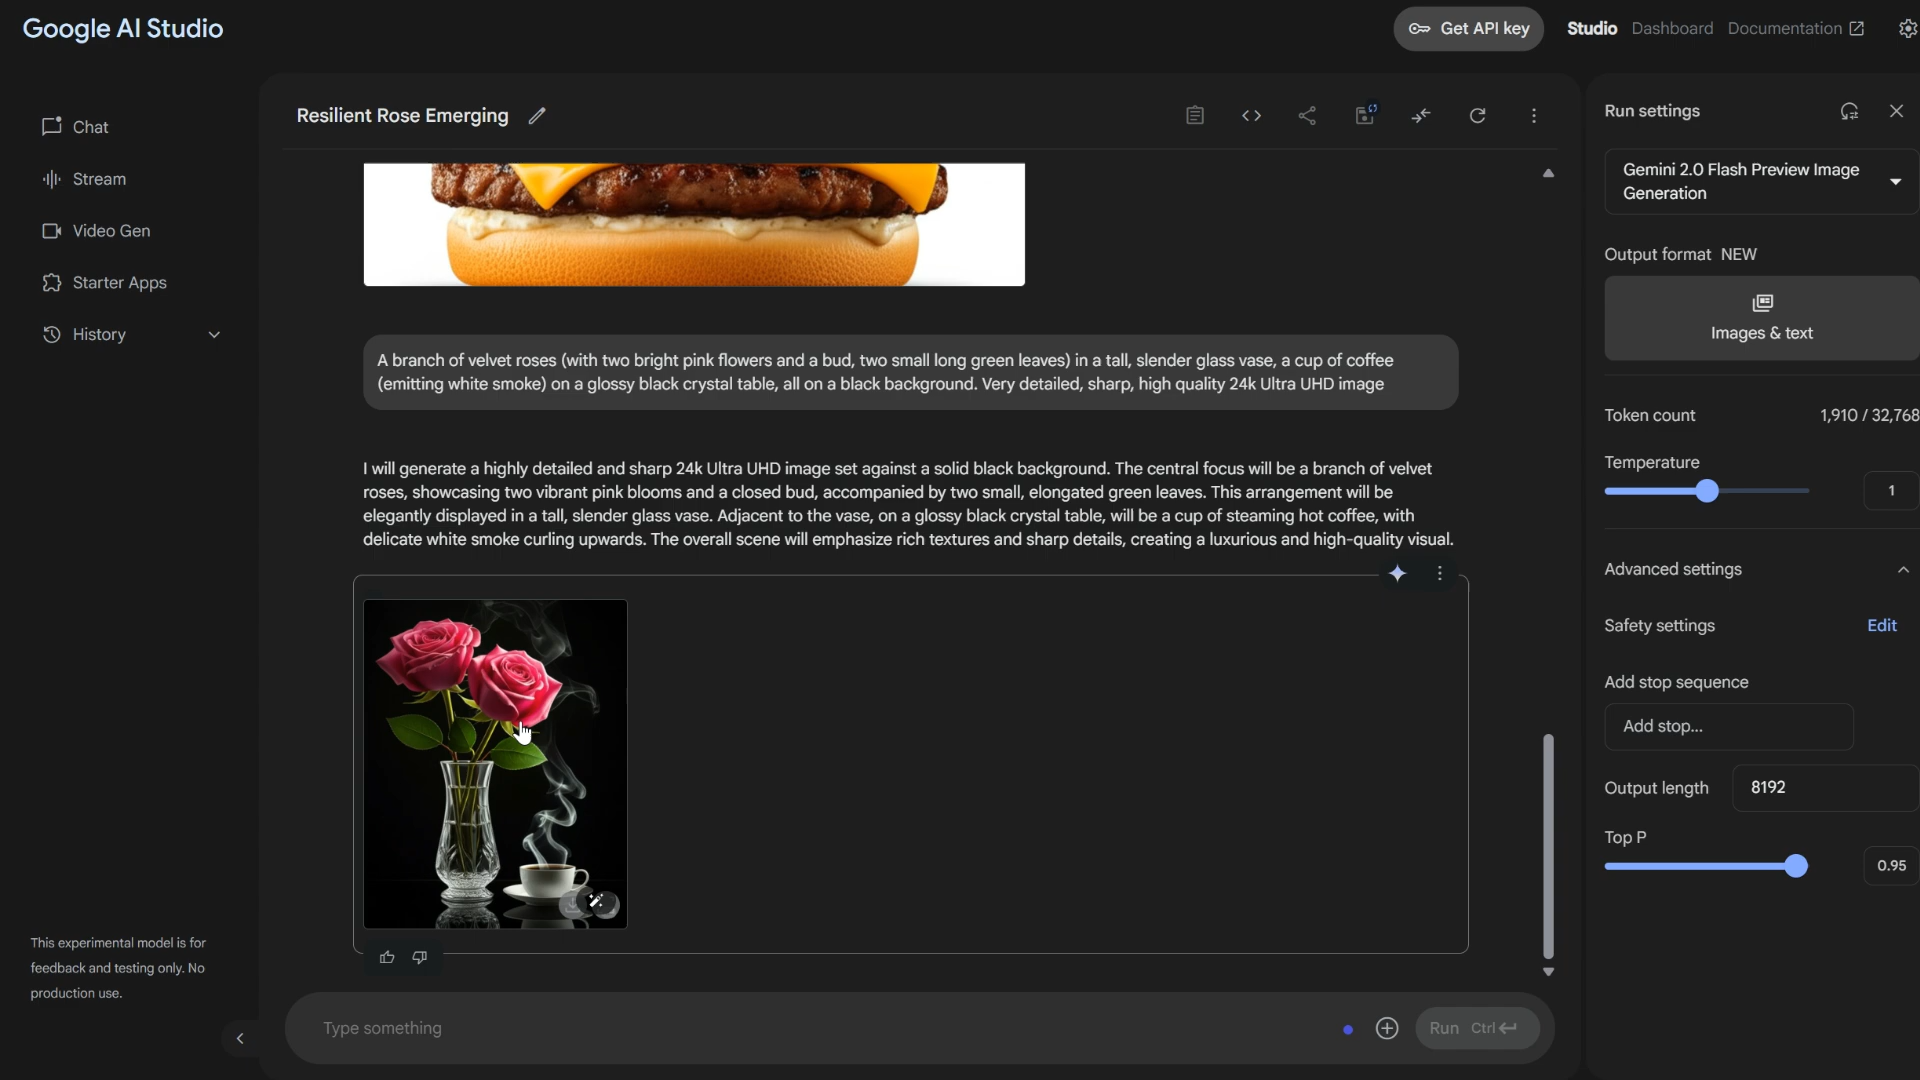 Google AI Studio
Get API key
Studio
Dashboard
Documentation
Chat
Stream
Video Gen
Starter Apps
History
This experimental model is for
feedback and testing only. No
production use.
Resilient Rose Emerging
A branch of velvet roses (with two bright pink flowers and a bud, two small long green leaves) in a tall, slender glass vase, a cup of coffee
(emitting white smoke) on a glossy black crystal table, all on a black background. Very detailed, sharp, high quality 24k Ultra UHD image
I will generate a highly detailed and sharp 24k Ultra UHD image set against a solid black background. The central focus will be a branch of velvet
roses, showcasing two vibrant pink blooms and a closed bud, accompanied by two small, elongated green leaves. This arrangement will be
elegantly displayed in a tall, slender glass vase. Adjacent to the vase, on a glossy black crystal table, will be a cup of steaming hot coffee, with
delicate white smoke curling upwards. The overall scene will emphasize rich textures and sharp details, creating a luxurious and high-quality visual.
Type something
Run Ctrl
Run settings
Gemini 2.0 Flash Preview Image
Generation
Output format NEW
Images & text
Token count 1,910 / 32,768
Temperature
1
Advanced settings
Safety settings Edit
Add stop sequence
Add stop...
Output length 8192
Top P
0.95